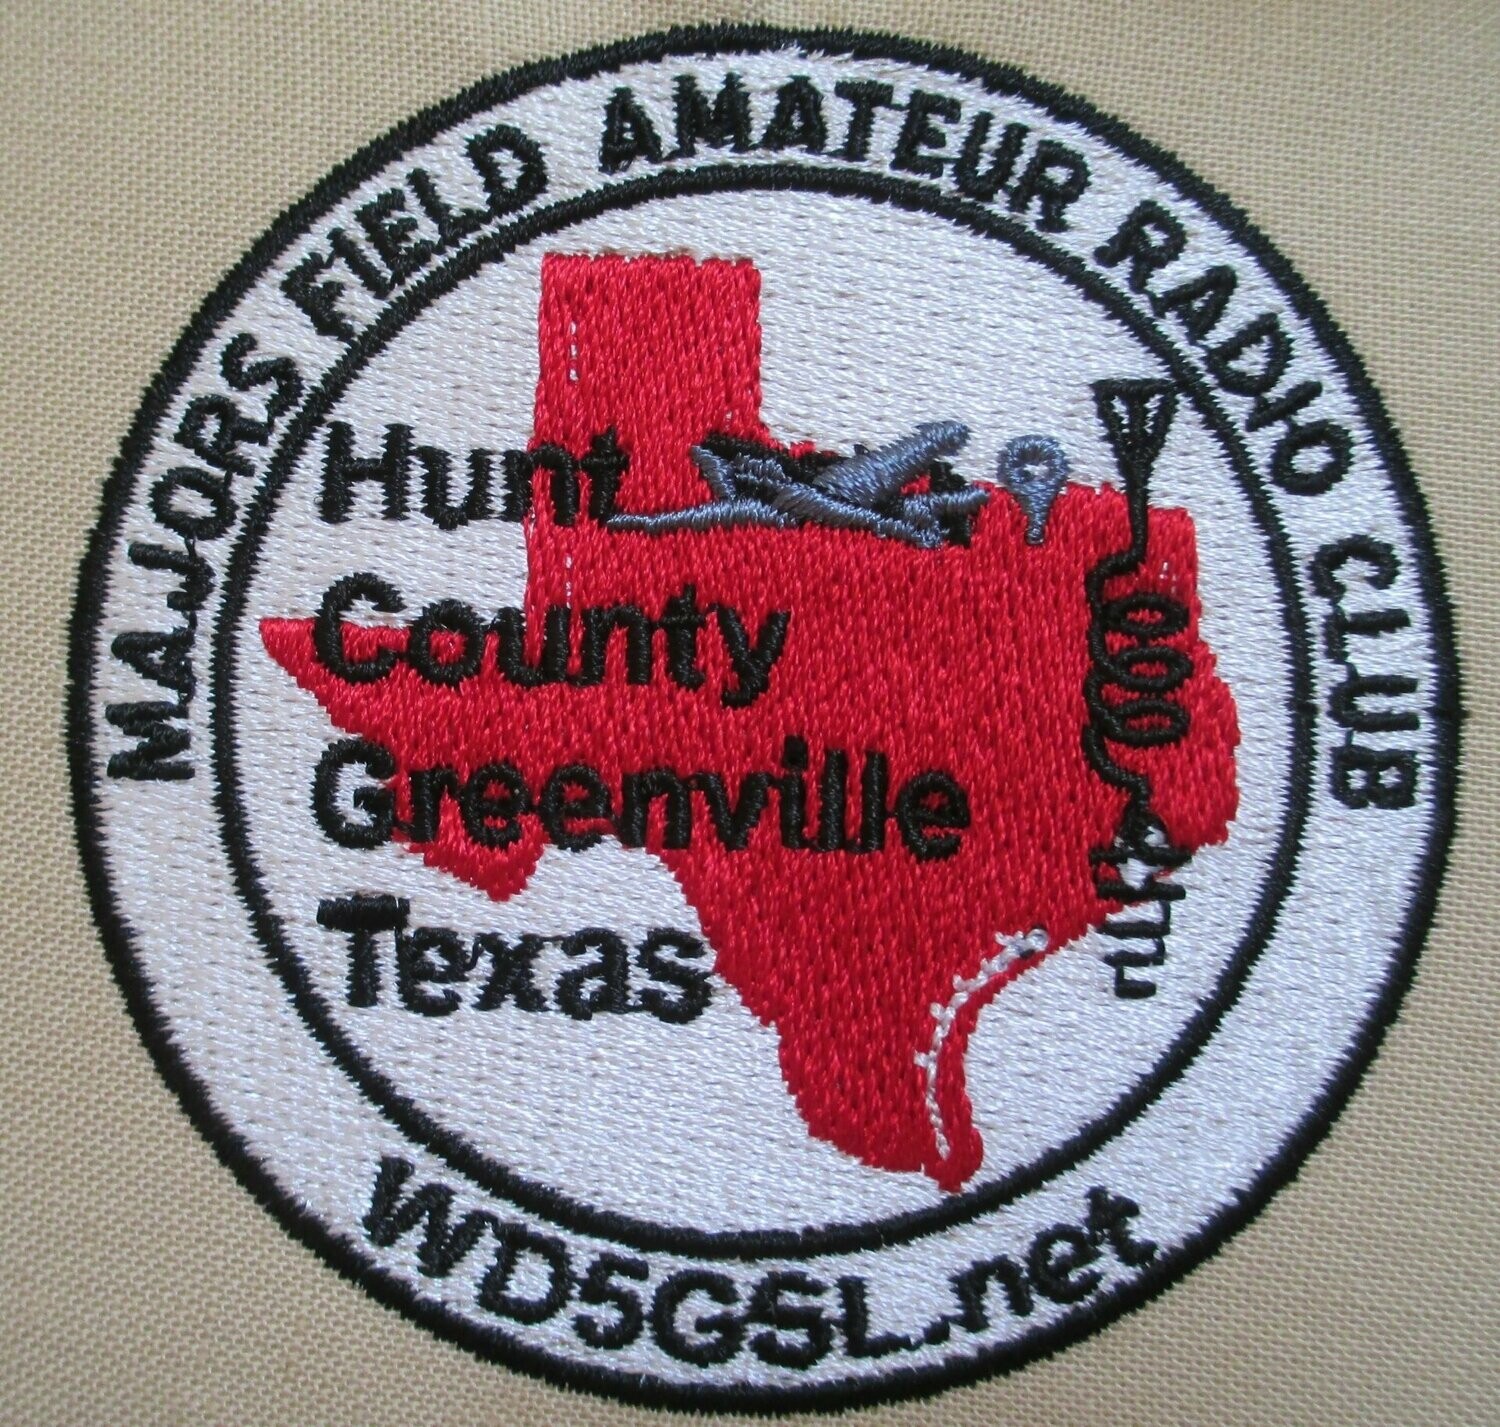 MAJORS FIELD AMATEUR RADIO CLUB
Hunt
County
Greenville
Texas
WD5GSL.net